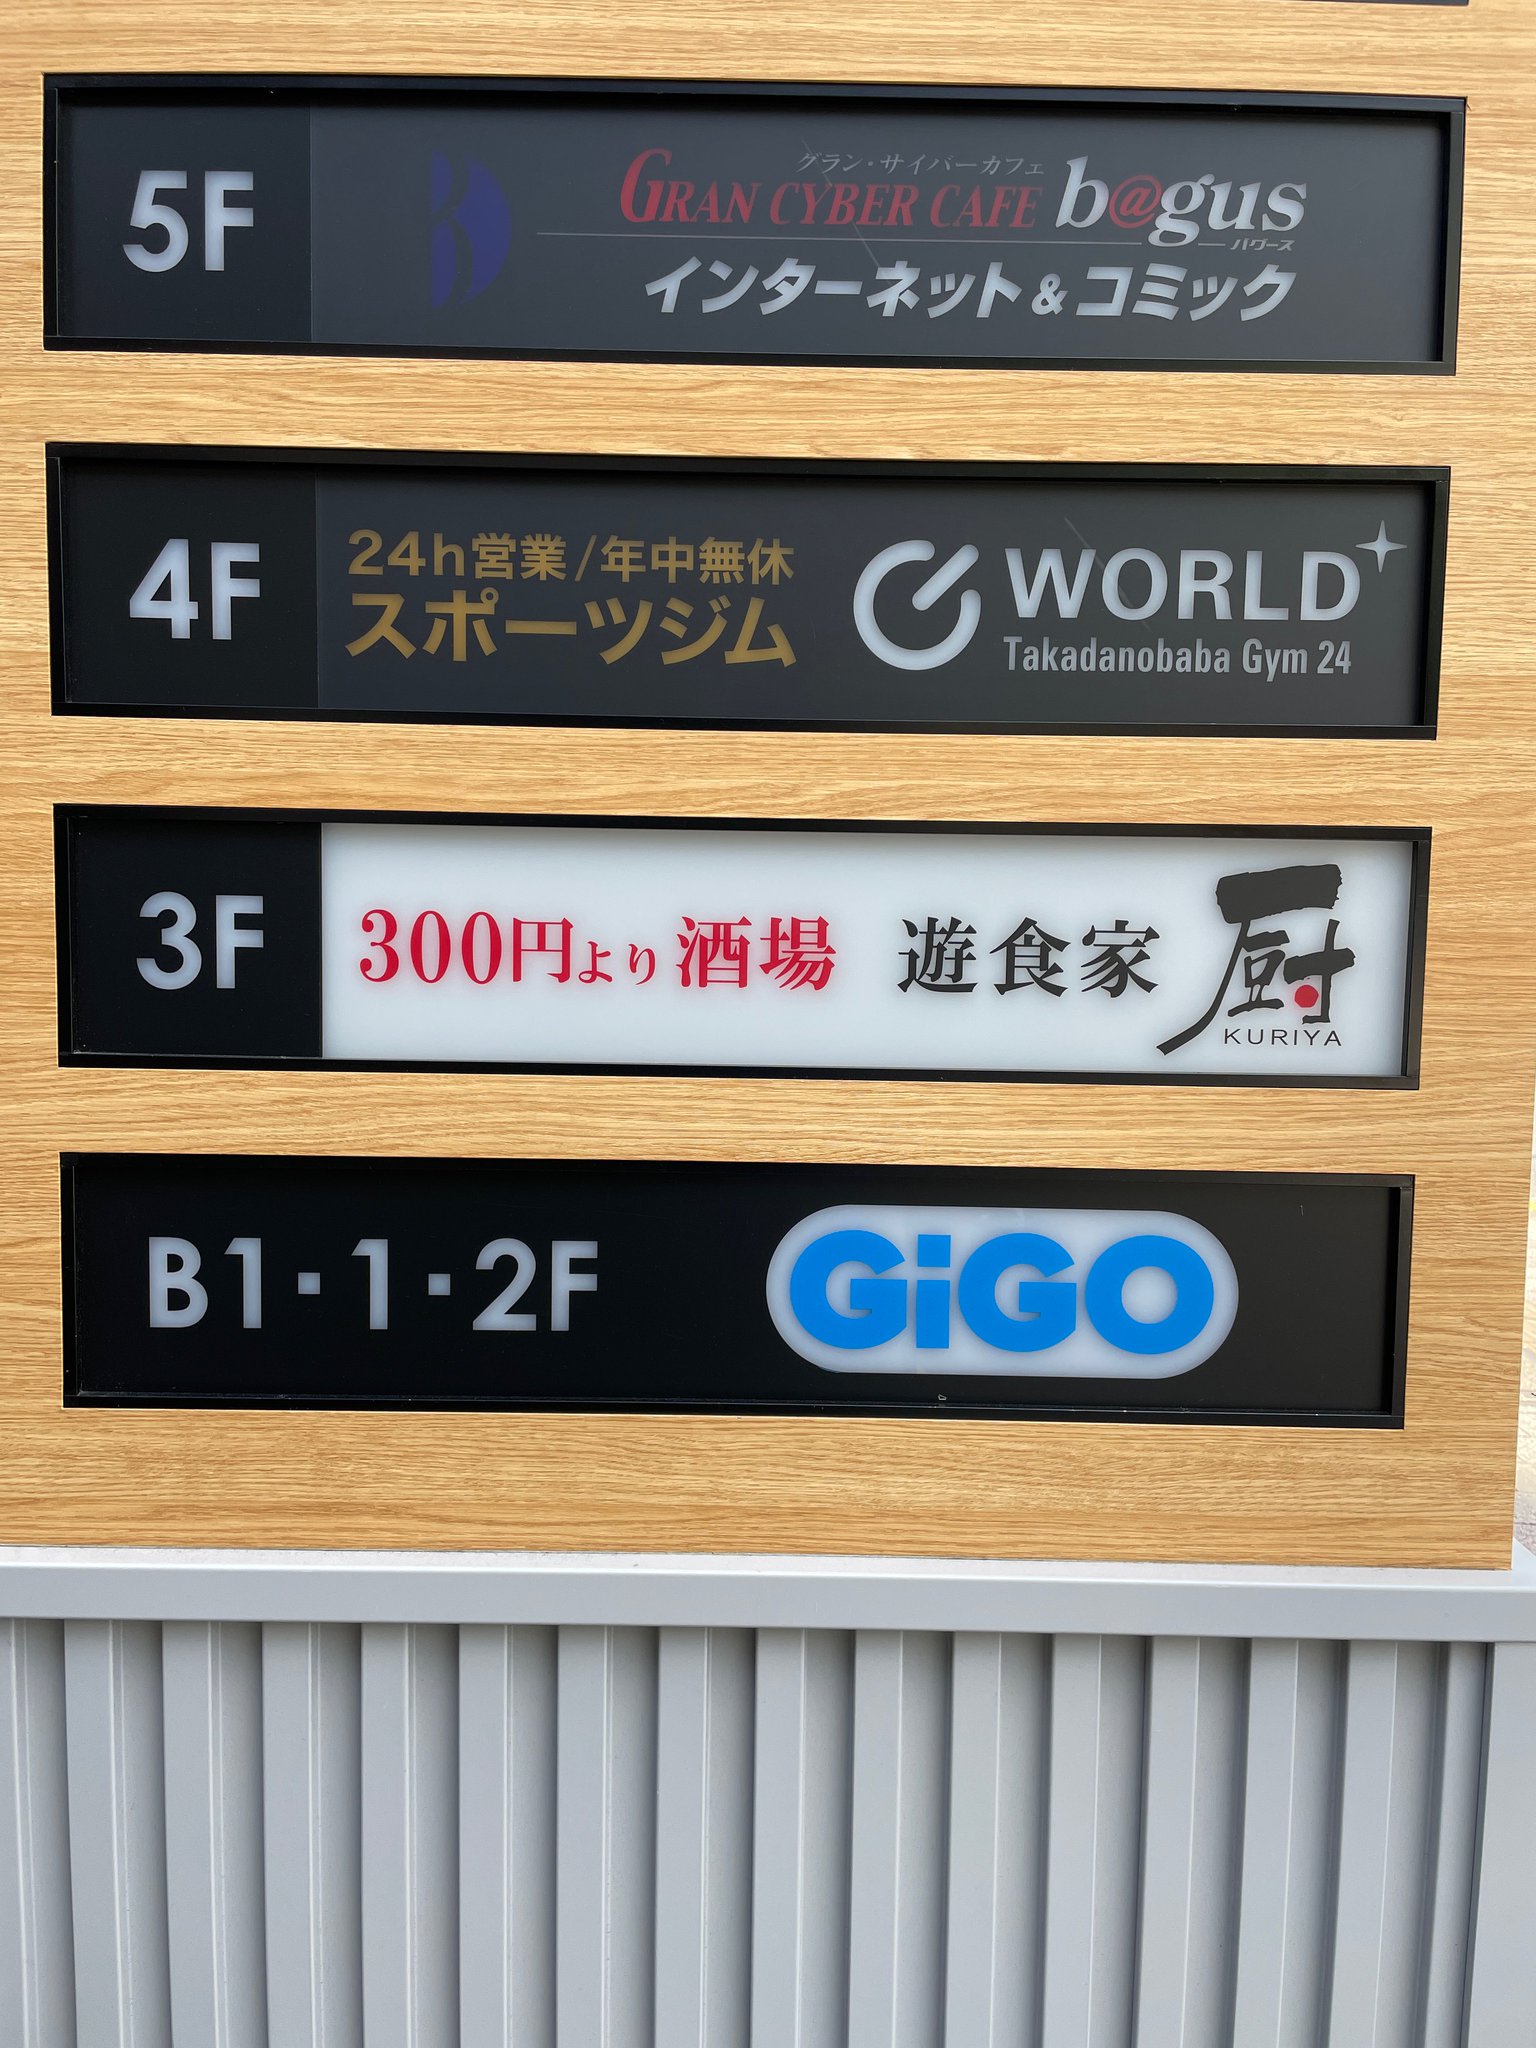 5F
グラン・サイバーカフェ
GRAN CYBER CAFE b@gus
バグース
インターネット&コミック
4F
24h営業/年中無休
スポーツジム
WORLD+
Takadanobaba Gym 24
3F
300円より酒場 遊食家 厨
KURIYA
B1・1・2F GiGO